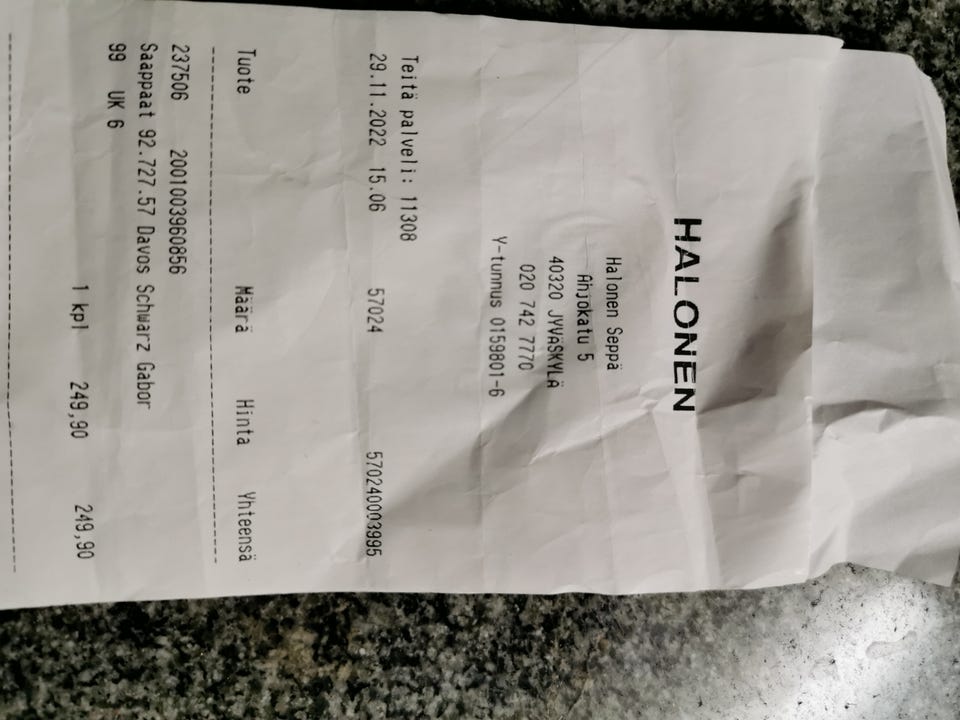 HALONEN
Halonen Seppä
Ahjokatu 5
40320 JYVÄSKYLÄ
020 742 7770
Y-tunnus 0159801-6
Teitä palveli: 11308
29.11.2022 15.06 57024 570240003995
Tuote Määrä Hinta Yhteensä
237506 2001003960856
Saappaat 92.727.57 Davos Schwarz Gabor
99 UK 6
1 kpl 249,90 249,90